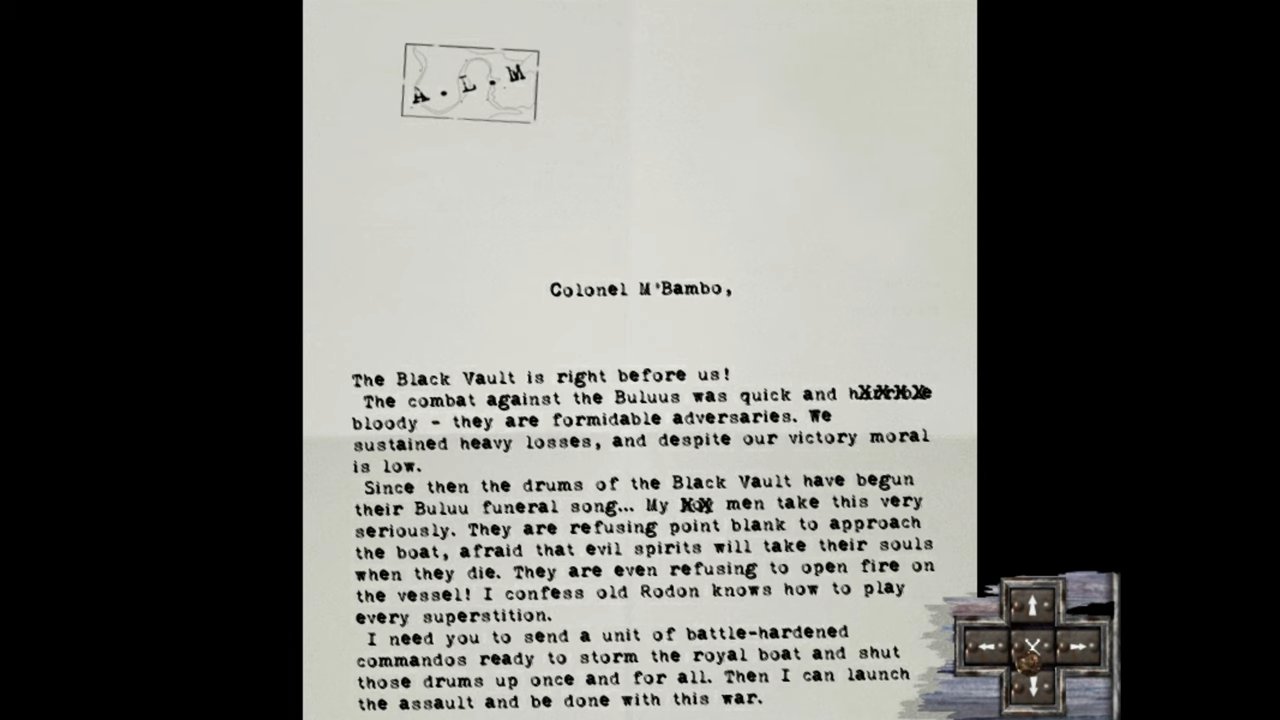 A.L.M
Colonel M'Bambo,
The Black Vault is right before us!
The combat against the Buluus was quick and
bloody - they are formidable adversaries. We
sustained heavy losses, and despite our victory moral
is low.
Since then the drums of the Black Vault have begun
their Buluu funeral song... My men take this very
seriously. They are refusing point blank to approach
the boat, afraid that evil spirits will take their souls
when they die. They are even refusing to open fire on
the vessel! I confess old Rodon knows how to play
every superstition.
I need you to send a unit of battle-hardened
commandos ready to storm the royal boat and shut
those drums up once and for all. Then I can launch
the assault and be done with this war.